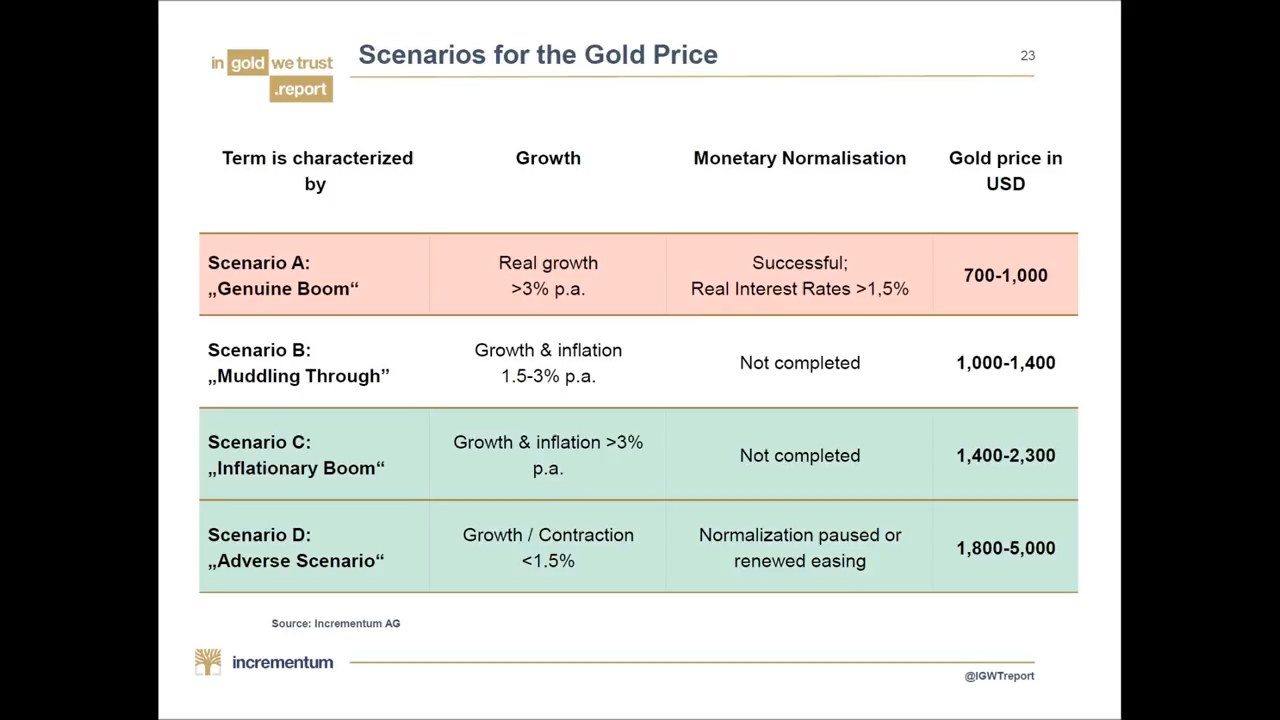 in gold we trust
.report
Scenarios for the Gold Price
23
Term is characterized
by
Growth
Monetary Normalisation
Gold price in
USD
Scenario A:
„Genuine Boom“
Real growth
>3% p.a.
Successful;
Real Interest Rates >1,5%
700-1,000
Scenario B:
„Muddling Through”
Growth & inflation
1.5-3% p.a.
Not completed
1,000-1,400
Scenario C:
„Inflationary Boom“
Growth & inflation >3%
p.a.
Not completed
1,400-2,300
Scenario D:
„Adverse Scenario“
Growth / Contraction
<1.5%
Normalization paused or
renewed easing
1,800-5,000
Source: Incrementum AG
incrementum
@IGWTreport